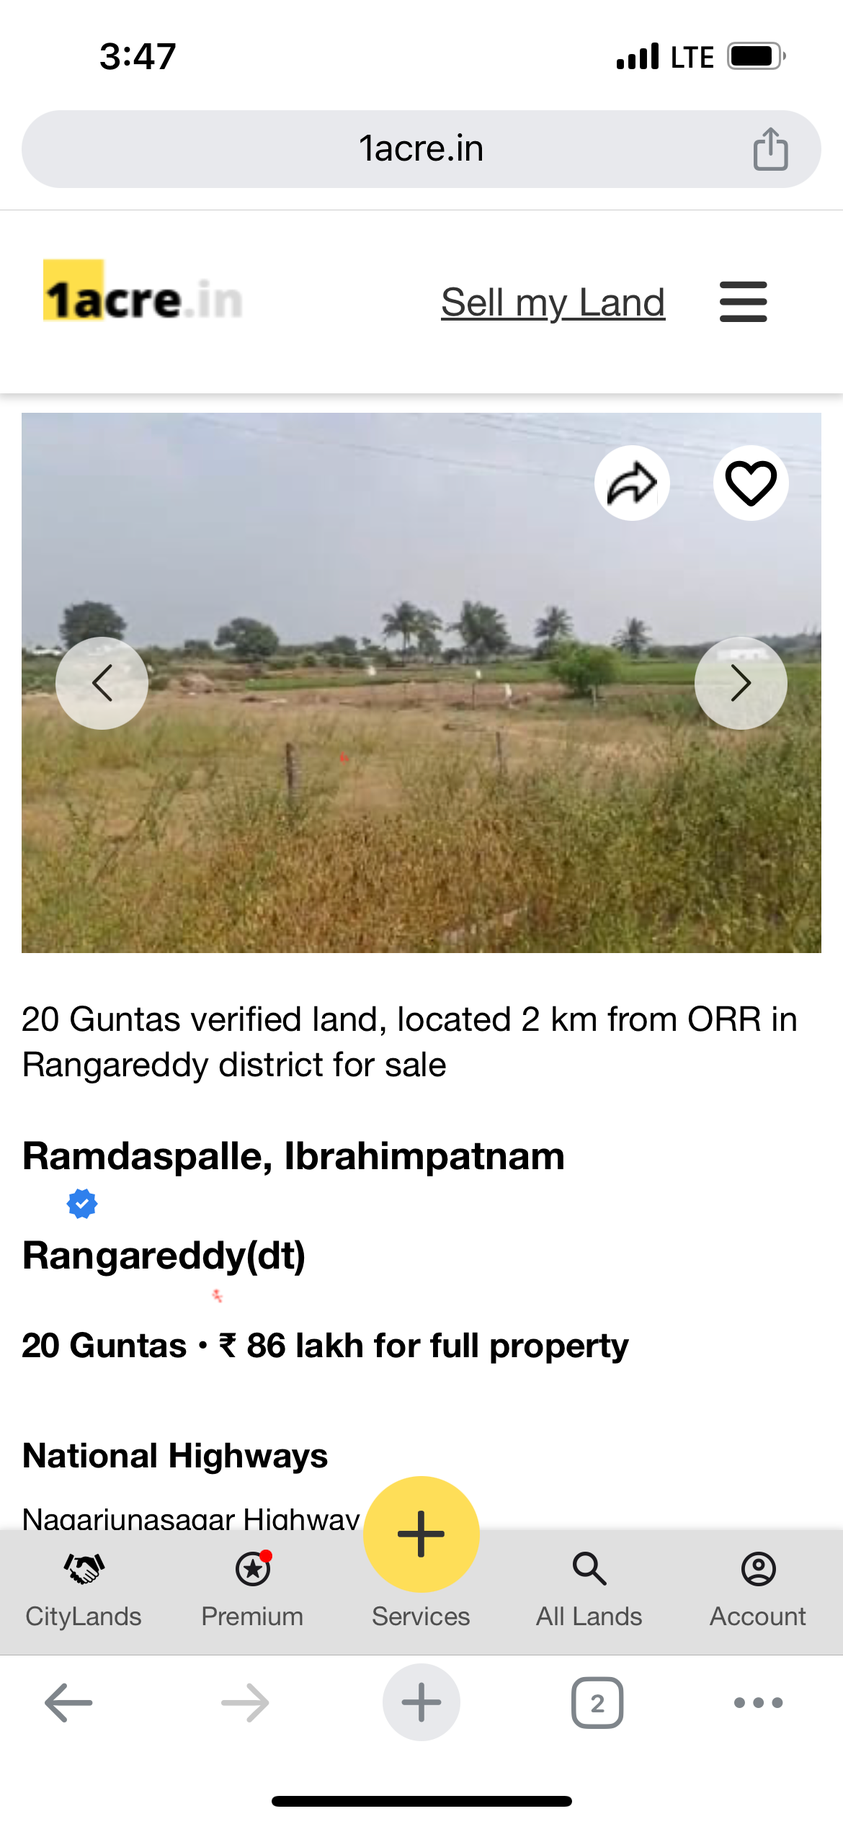 3:47 LTE
1acre.in
1acre.in Sell my Land
20 Guntas verified land, located 2 km from ORR in
Rangareddy district for sale
Ramdaspalle, Ibrahimpatnam
Rangareddy(dt)
20 Guntas • ₹ 86 lakh for full property
National Highways
Nagarjunasagar Highway
CityLands Premium Services All Lands Account
2